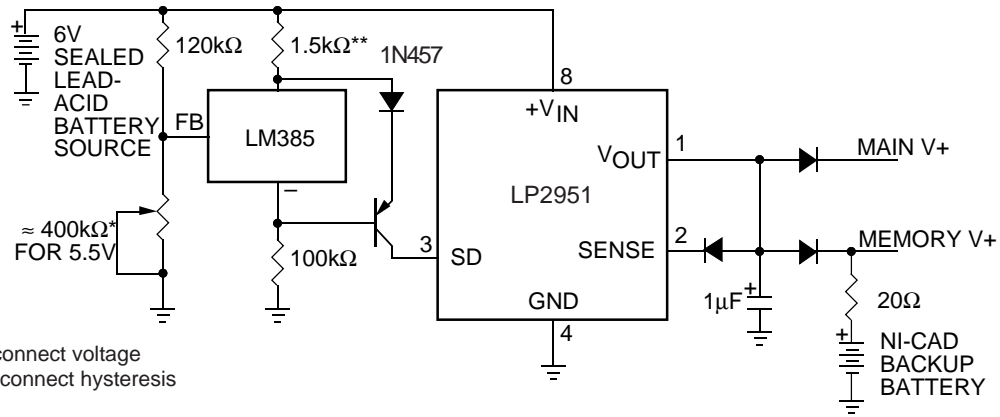 6V
SEALED
LEAD-
ACID
BATTERY
SOURCE
120kΩ
1.5kΩ**
1N457
FB
LM385
–
≈ 400kΩ*
FOR 5.5V
100kΩ
8
+VIN
VOUT
1
LP2951
3
SD
SENSE
2
GND
4
MAIN V+
MEMORY V+
1µF
20Ω
NI-CAD
BACKUP
BATTERY
connect voltage
connect hysteresis